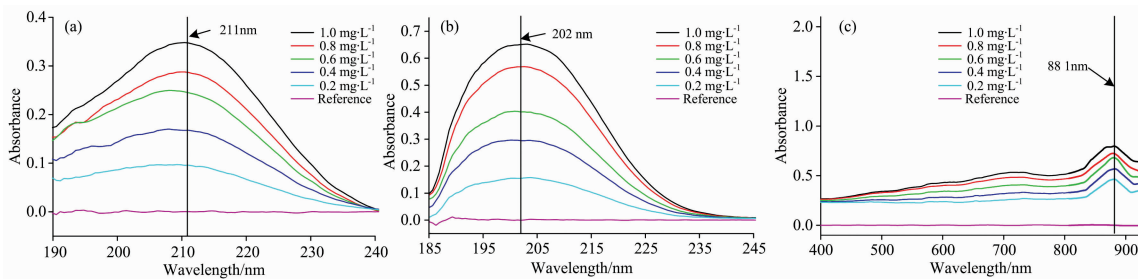 (a)
211nm
1.0 mg·L⁻¹
0.8 mg·L⁻¹
0.6 mg·L⁻¹
0.4 mg·L⁻¹
0.2 mg·L⁻¹
Reference
Absorbance
0.4
0.3
0.2
0.1
0.0
190 200 210 220 230 240
Wavelength/nm
(b)
202 nm
1.0 mg·L⁻¹
0.8 mg·L⁻¹
0.6 mg·L⁻¹
0.4 mg·L⁻¹
0.2 mg·L⁻¹
Reference
Absorbance
0.7
0.6
0.5
0.4
0.3
0.2
0.1
0.0
185 195 205 215 225 235 245
Wavelength/nm
(c)
88 1nm
1.0 mg·L⁻¹
0.8 mg·L⁻¹
0.6 mg·L⁻¹
0.4 mg·L⁻¹
0.2 mg·L⁻¹
Reference
Absorbance
2.0
1.5
1.0
0.5
0.0
400 500 600 700 800 900
Wavelength/nm